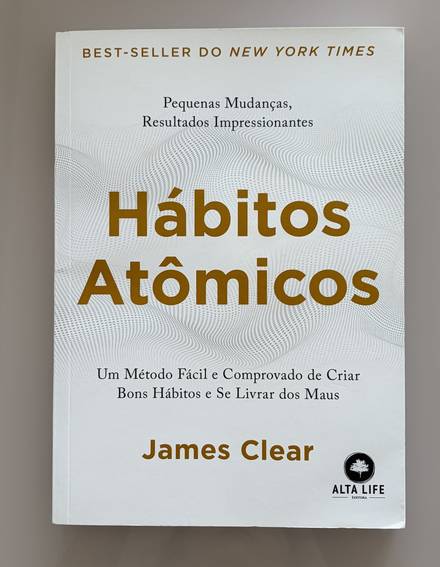 BEST-SELLER DO NEW YORK TIMES
Pequenas Mudanças,
Resultados Impressionantes
Hábitos
Atômicos
Um Método Fácil e Comprovado de Criar
Bons Hábitos e Se Livrar dos Maus
James Clear
ALTA LIFE
EDITORA